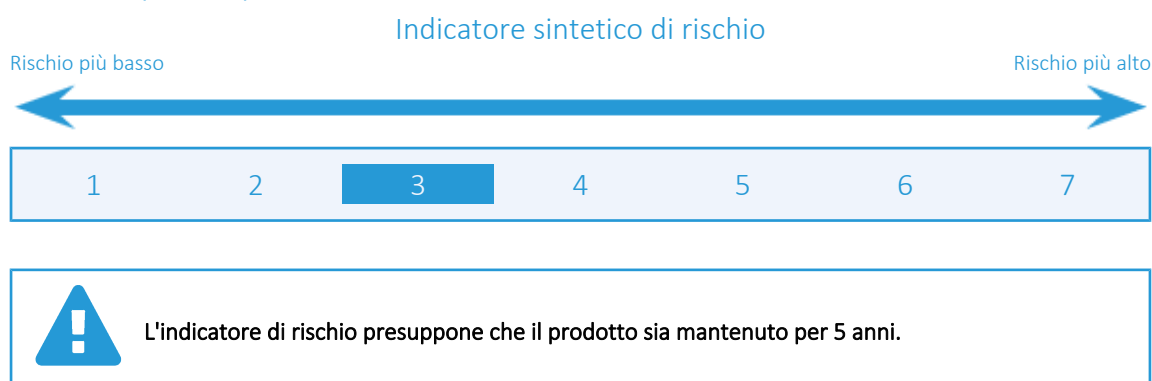 Indicatore sintetico di rischio
Rischio più basso Rischio più alto
1 2 3 4 5 6 7
L'indicatore di rischio presuppone che il prodotto sia mantenuto per 5 anni.